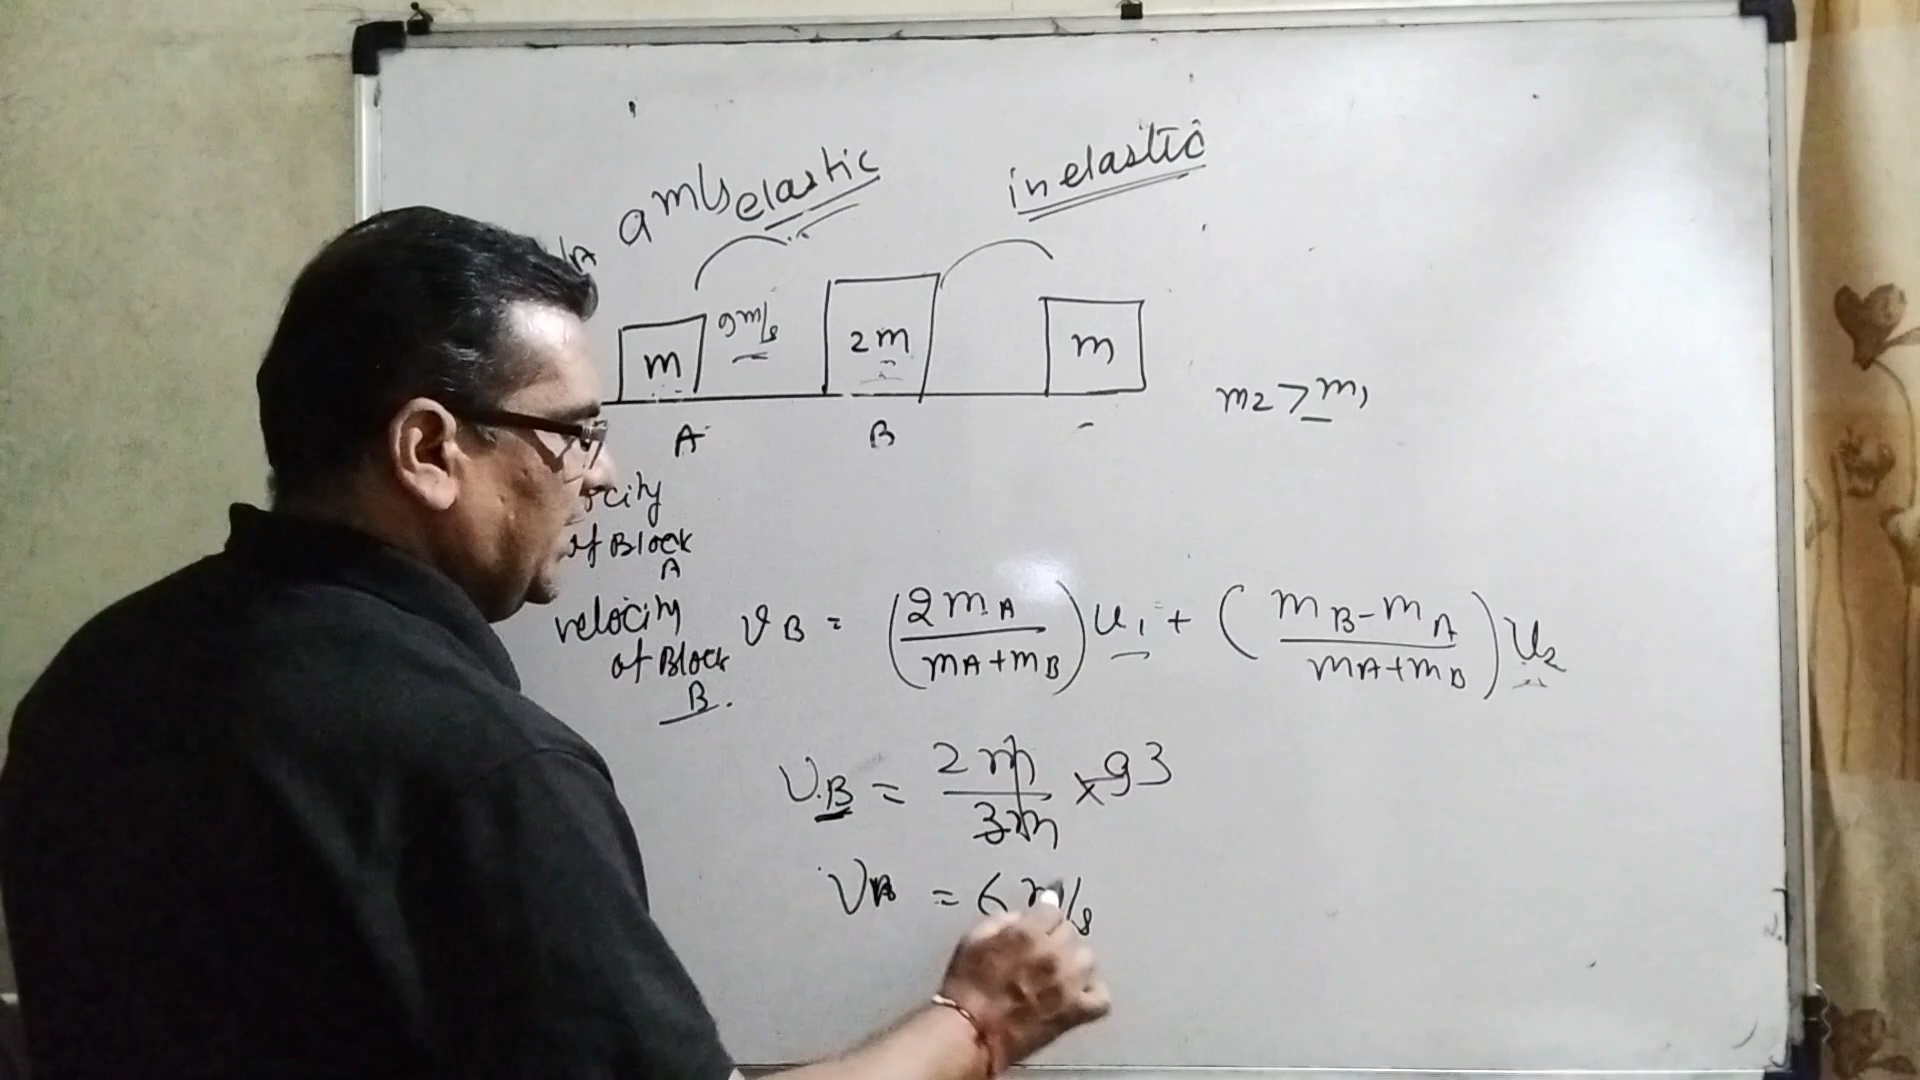 elastic
inelastic
9 m/s
m
9m/s
2m
m
m2 > m1
A
B
of Block
A
velocity
of Block
B.
vB = (2mA / mA+mB) u1 + (mB-mA / mA+mB) u2
VB = 2m / 3m × 9 3
VB = 6 m/s